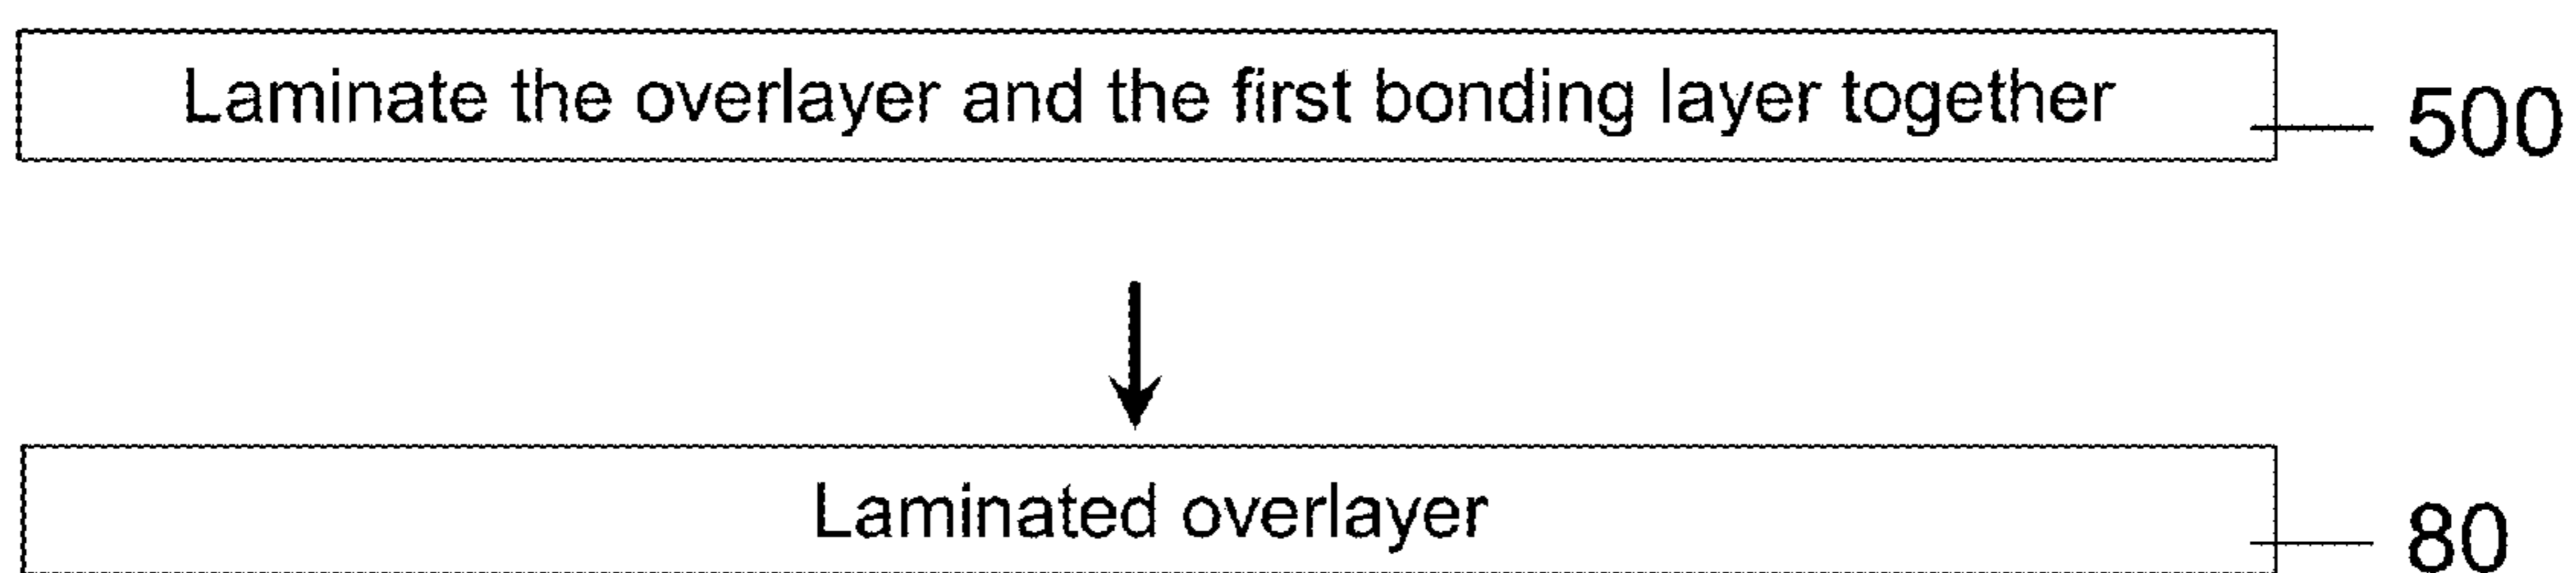 Laminate the overlayer and the first bonding layer together
500
Laminated overlayer
80